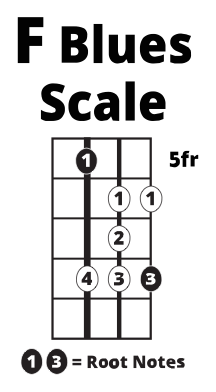 F Blues
Scale
1 5fr
1 1
2
4 3 3
1 3 = Root Notes